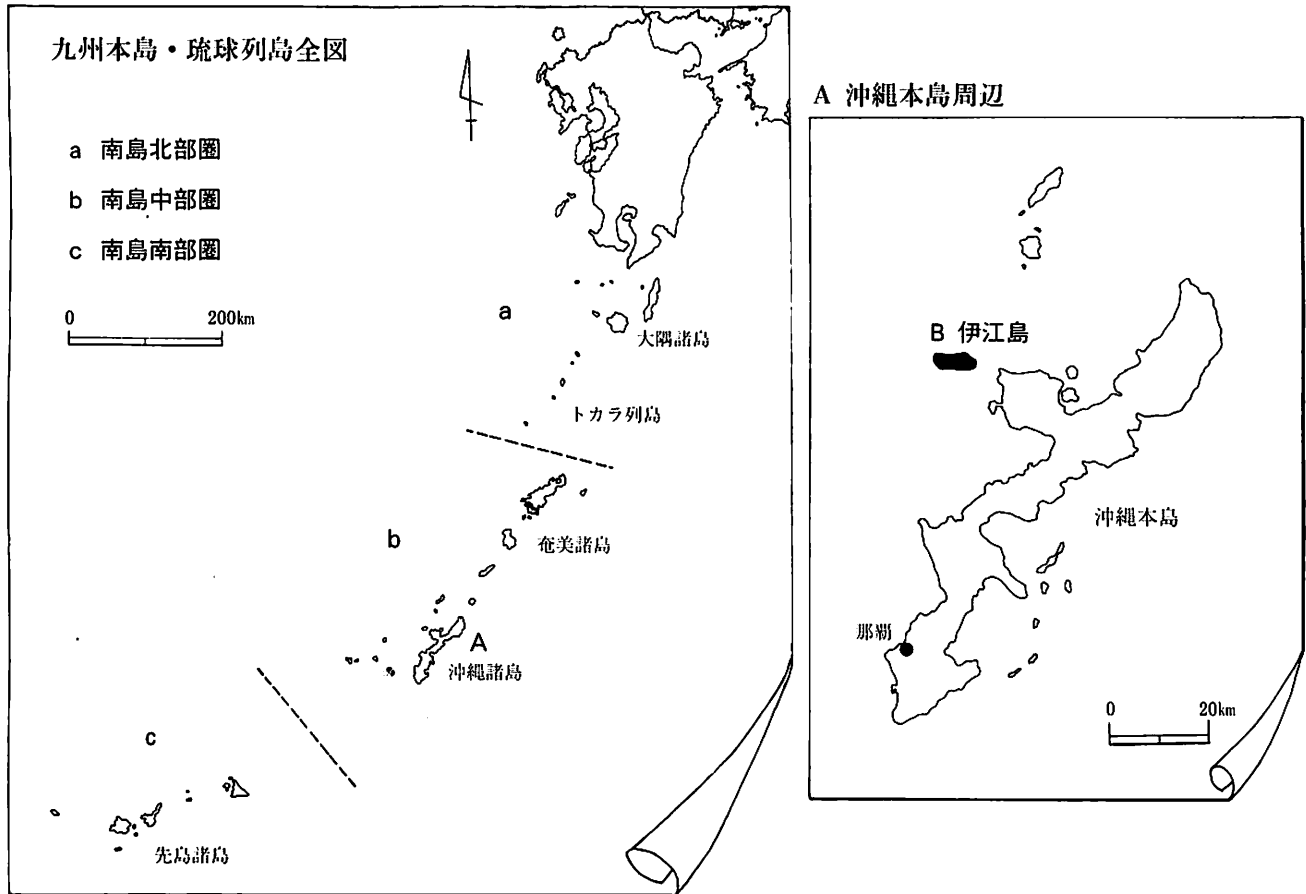 九州本島・琉球列島全図
a 南島北部圏
b 南島中部圏
c 南島南部圏
0 200km
a
大隅諸島
トカラ列島
b
奄美諸島
A
沖縄諸島
c
先島諸島
A 沖縄本島周辺
B 伊江島
沖縄本島
那覇
0 20km